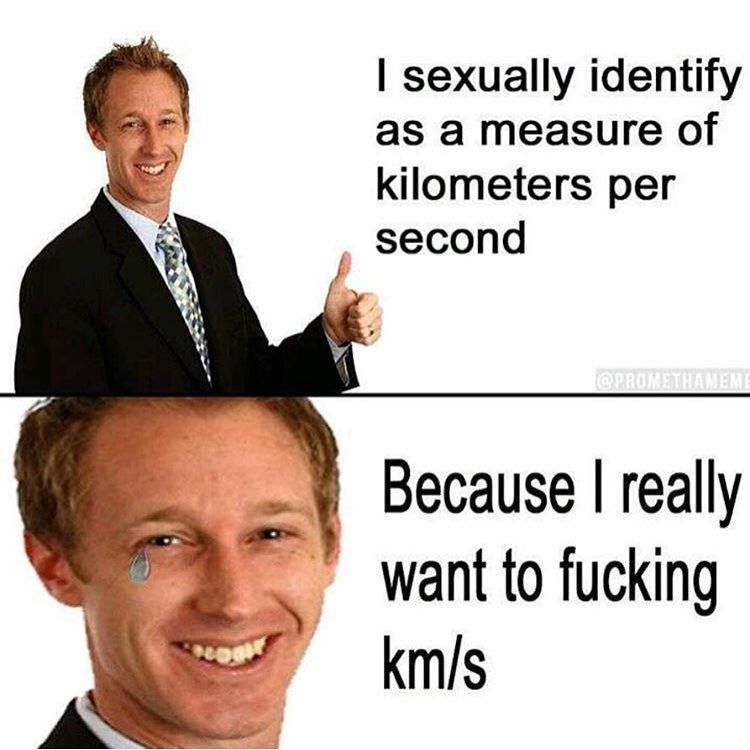 I sexually identify
as a measure of
kilometers per
second
@PROMETHAMEME
Because I really
want to fucking
km/s